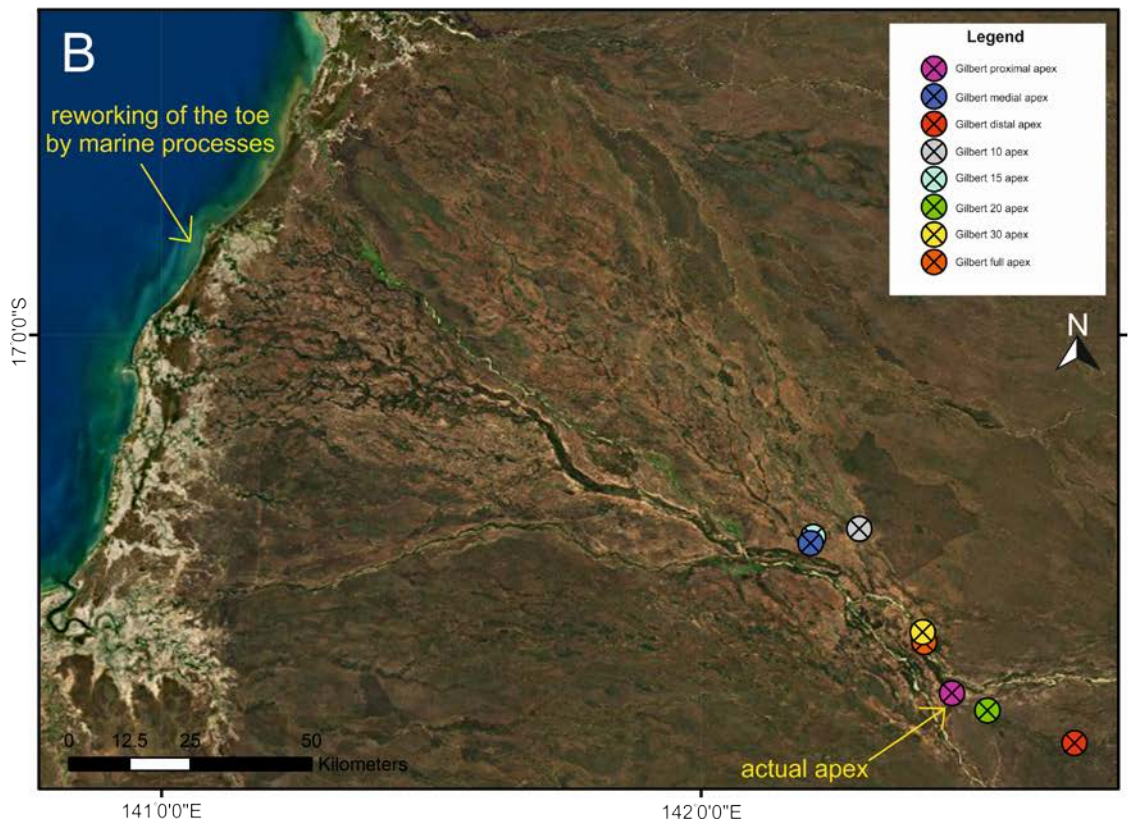 B
reworking of the toe
by marine processes
Legend
Gilbert proximal apex
Gilbert medial apex
Gilbert distal apex
Gilbert 10 apex
Gilbert 15 apex
Gilbert 20 apex
Gilbert 30 apex
Gilbert full apex
17°0'0"S
N
actual apex
0 12.5 25 50
Kilometers
141°0'0"E
142°0'0"E